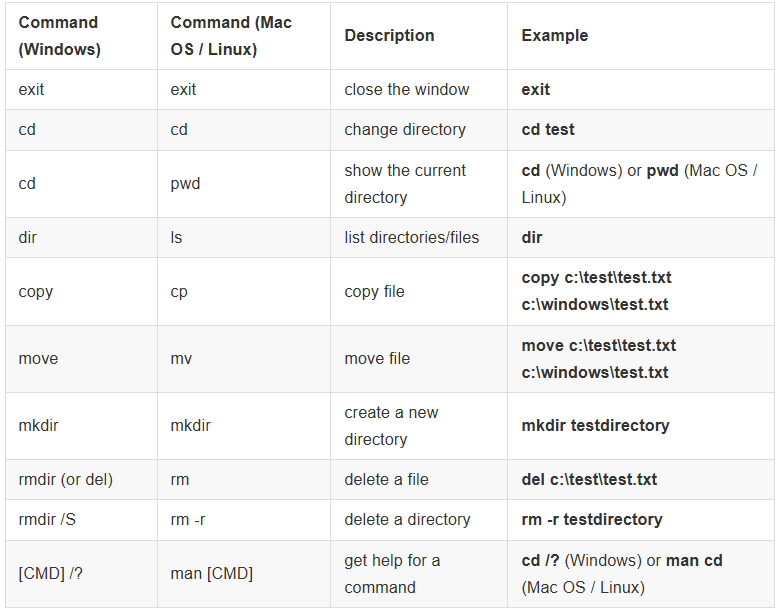 Command (Windows) Command (Mac OS / Linux) Description Example
exit exit close the window exit
cd cd change directory cd test
cd pwd show the current directory cd (Windows) or pwd (Mac OS / Linux)
dir ls list directories/files dir
copy cp copy file copy c:\test\test.txt c:\windows\test.txt
move mv move file move c:\test\test.txt c:\windows\test.txt
mkdir mkdir create a new directory mkdir testdirectory
rmdir (or del) rm delete a file del c:\test\test.txt
rmdir /S rm -r delete a directory rm -r testdirectory
[CMD] /? man [CMD] get help for a command cd /? (Windows) or man cd (Mac OS / Linux)